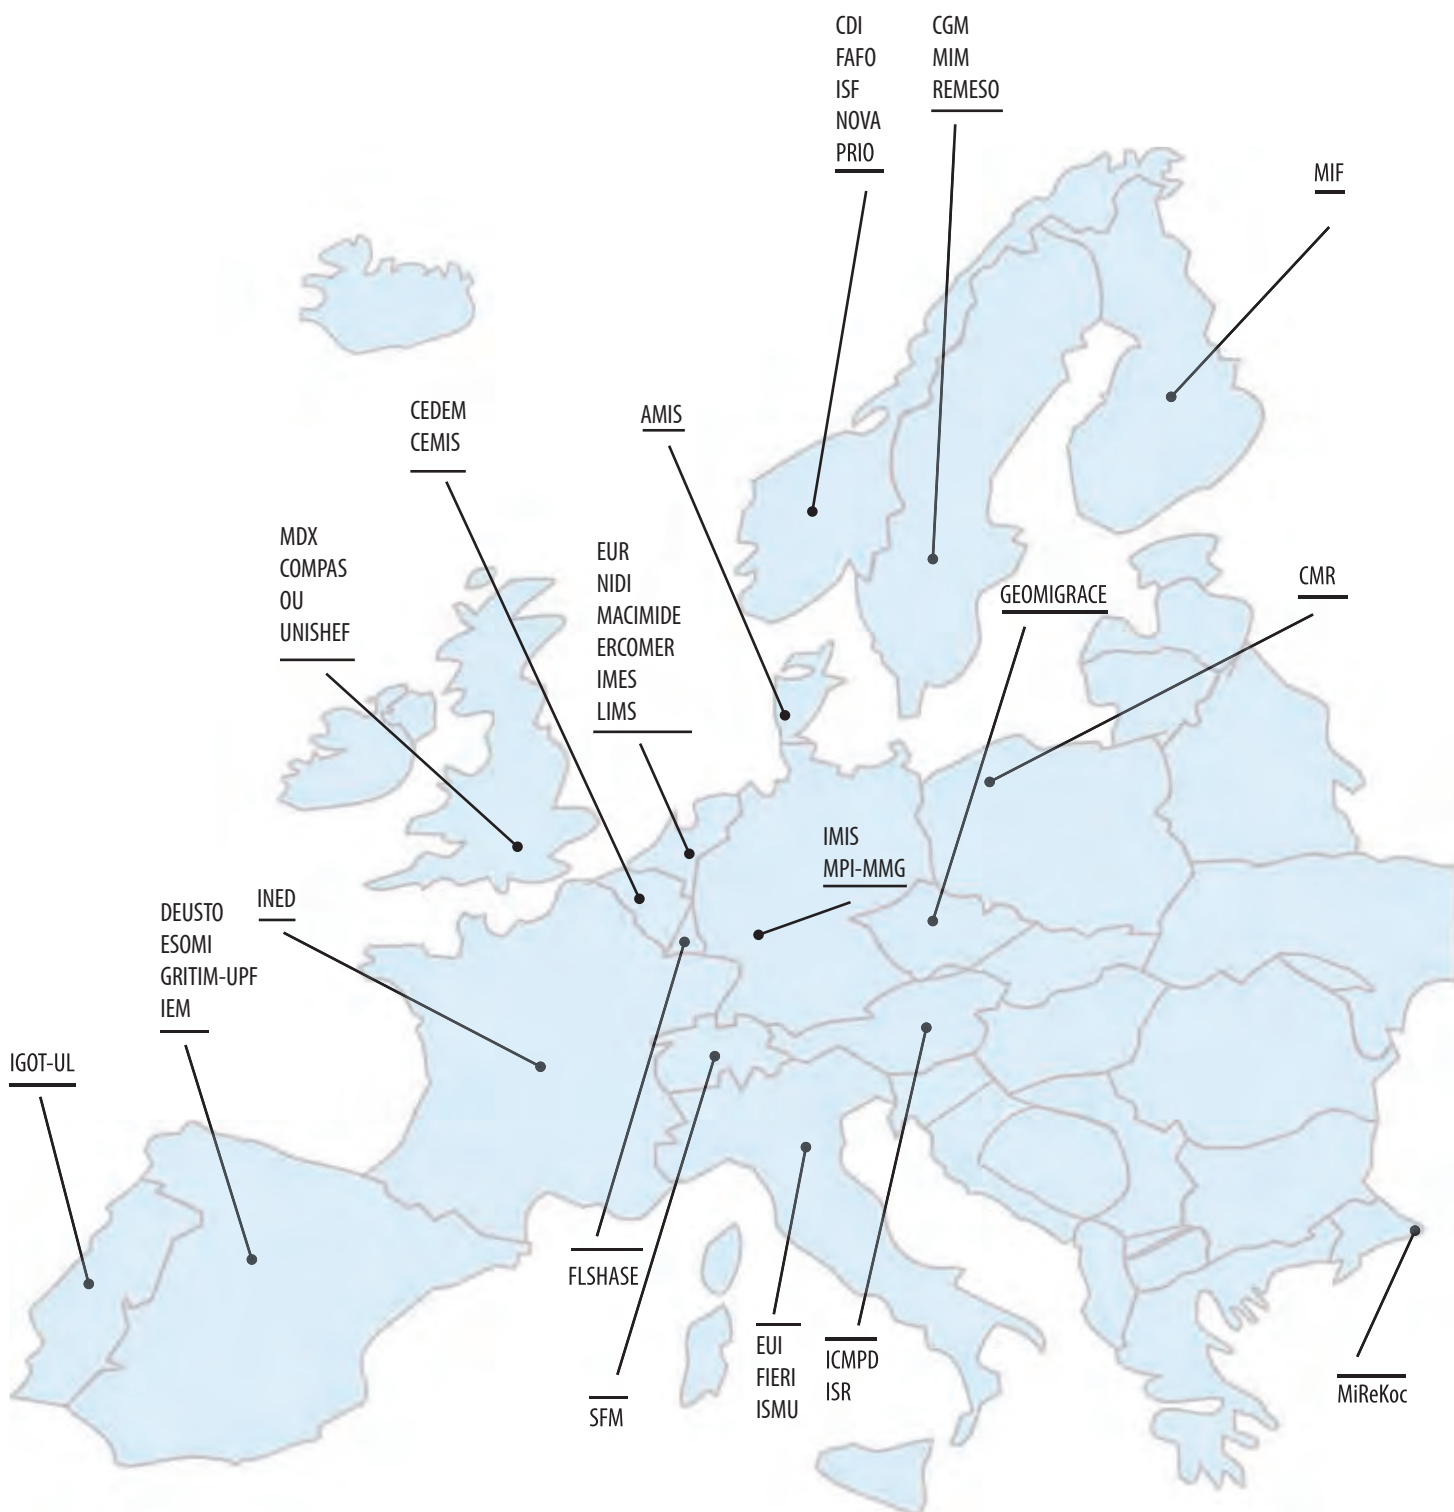 CDI
FAFO
ISF
NOVA
PRIO
CGM
MIM
REMESO
MIF
CEDEM
CEMIS
AMIS
MDX
COMPAS
OU
UNISHEF
EUR
NIDI
MACIMIDE
ERCOMER
IMES
LIMS
GEOMIGRACE
CMR
IMIS
MPI-MMG
INED
DEUSTO
ESOMI
GRITIM-UPF
IEM
IGOT-UL
FLSHASE
SFM
EUI
FIERI
ISMU
ICMPD
ISR
MiReKoc